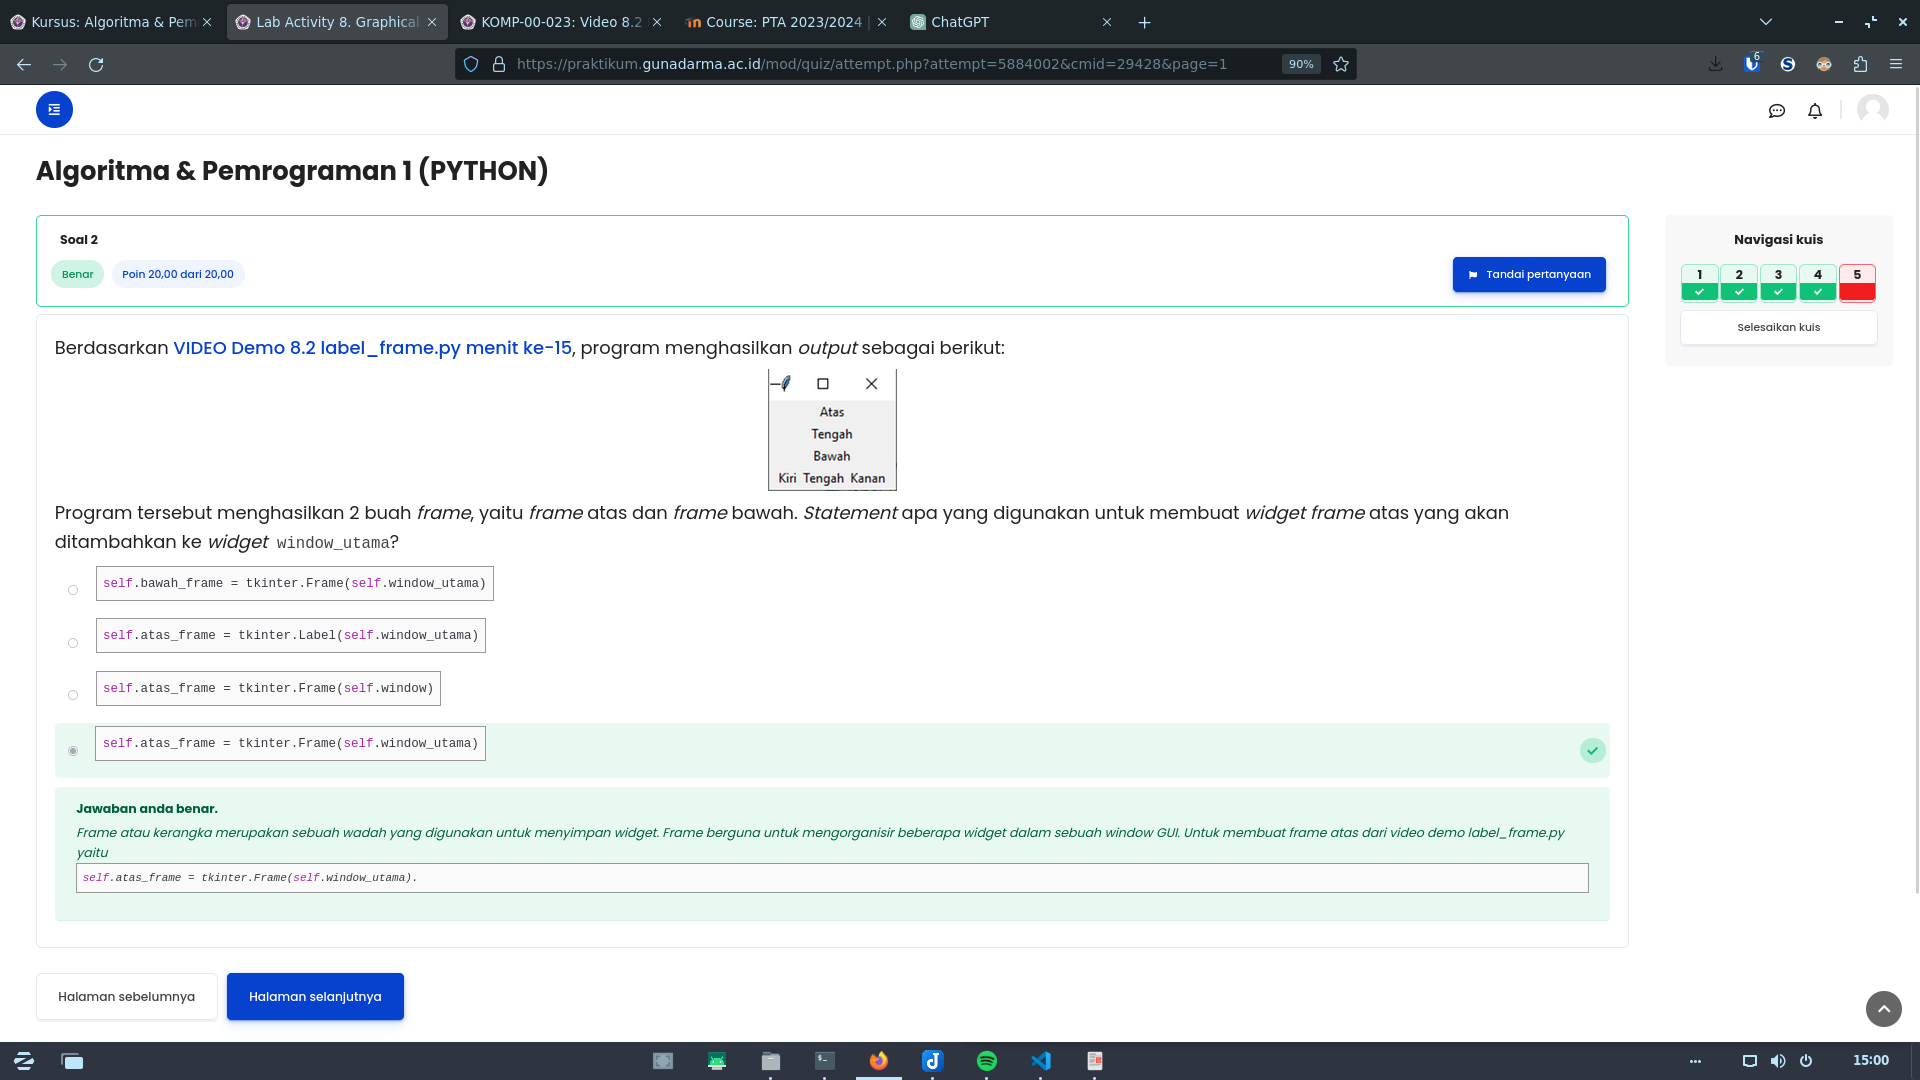 Kursus: Algoritma & Pem
Lab Activity 8. Graphical
KOMP-00-023: Video 8.2
Course: PTA 2023/2024 |
ChatGPT
https://praktikum.gunadarma.ac.id/mod/quiz/attempt.php?attempt=5884002&cmid=29428&page=1
90%
6
Algoritma & Pemrograman 1 (PYTHON)
Soal 2
Benar
Poin 20,00 dari 20,00
Tandai pertanyaan
Navigasi kuis
1 2 3 4 5
Selesaikan kuis
Berdasarkan VIDEO Demo 8.2 label_frame.py menit ke-15, program menghasilkan output sebagai berikut:
Atas
Tengah
Bawah
Kiri Tengah Kanan
Program tersebut menghasilkan 2 buah frame, yaitu frame atas dan frame bawah. Statement apa yang digunakan untuk membuat widget frame atas yang akan
ditambahkan ke widget window_utama?
self.bawah_frame = tkinter.Frame(self.window_utama)
self.atas_frame = tkinter.Label(self.window_utama)
self.atas_frame = tkinter.Frame(self.window)
self.atas_frame = tkinter.Frame(self.window_utama)
Jawaban anda benar.
Frame atau kerangka merupakan sebuah wadah yang digunakan untuk menyimpan widget. Frame berguna untuk mengorganisir beberapa widget dalam sebuah window GUI. Untuk membuat frame atas dari video demo label_frame.py
yaitu
self.atas_frame = tkinter.Frame(self.window_utama).
Halaman sebelumnya
Halaman selanjutnya
15:00